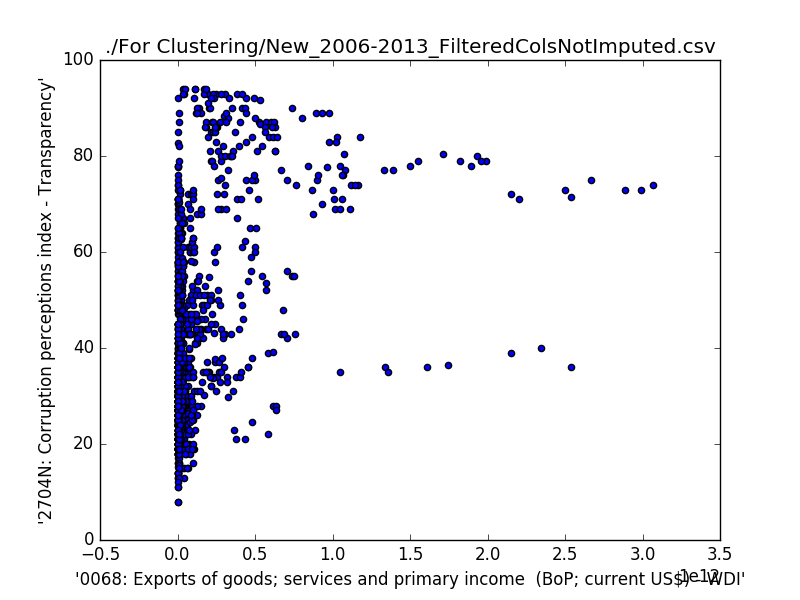 ./For Clustering/New_2006-2013_FilteredColsNotImputed.csv
100
80
60
40
20
0
'2704N: Corruption perceptions index - Transparency'
−0.5 0.0 0.5 1.0 1.5 2.0 2.5 3.0 3.5
1e12
'0068: Exports of goods; services and primary income (BoP; current US$) - WDI'